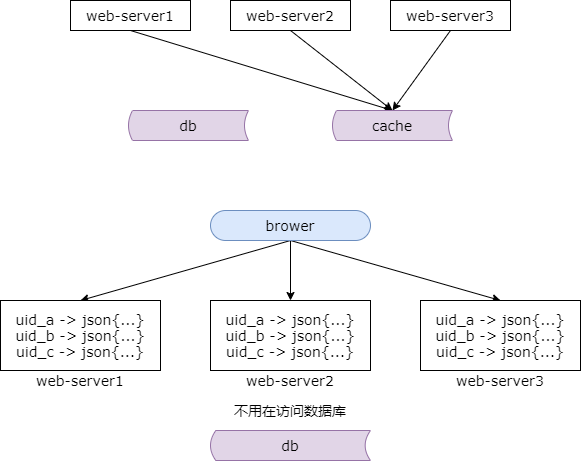 web-server1 web-server2 web-server3
db cache
brower
uid_a -> json{...} uid_a -> json{...} uid_a -> json{...}
uid_b -> json{...} uid_b -> json{...} uid_b -> json{...}
uid_c -> json{...} uid_c -> json{...} uid_c -> json{...}
web-server1 web-server2 web-server3
不用在访问数据库
db